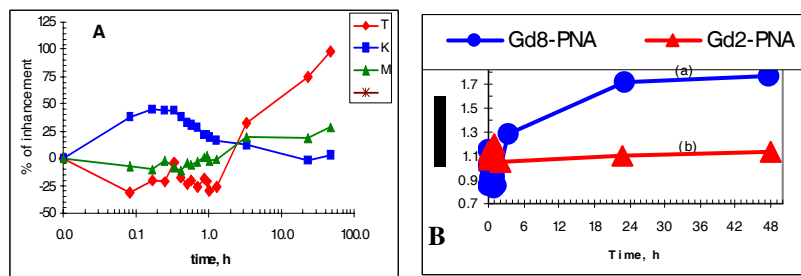 A
T
K
M
% of inhancement
125
100
75
50
25
0
-25
-50
0.0
0.1
1.0
10.0
100.0
time, h
Gd8-PNA
Gd2-PNA
(a)
(b)
1.7
1.5
1.3
1.1
0.9
0.7
0
6
12
18
24
30
36
42
48
B
Time, h